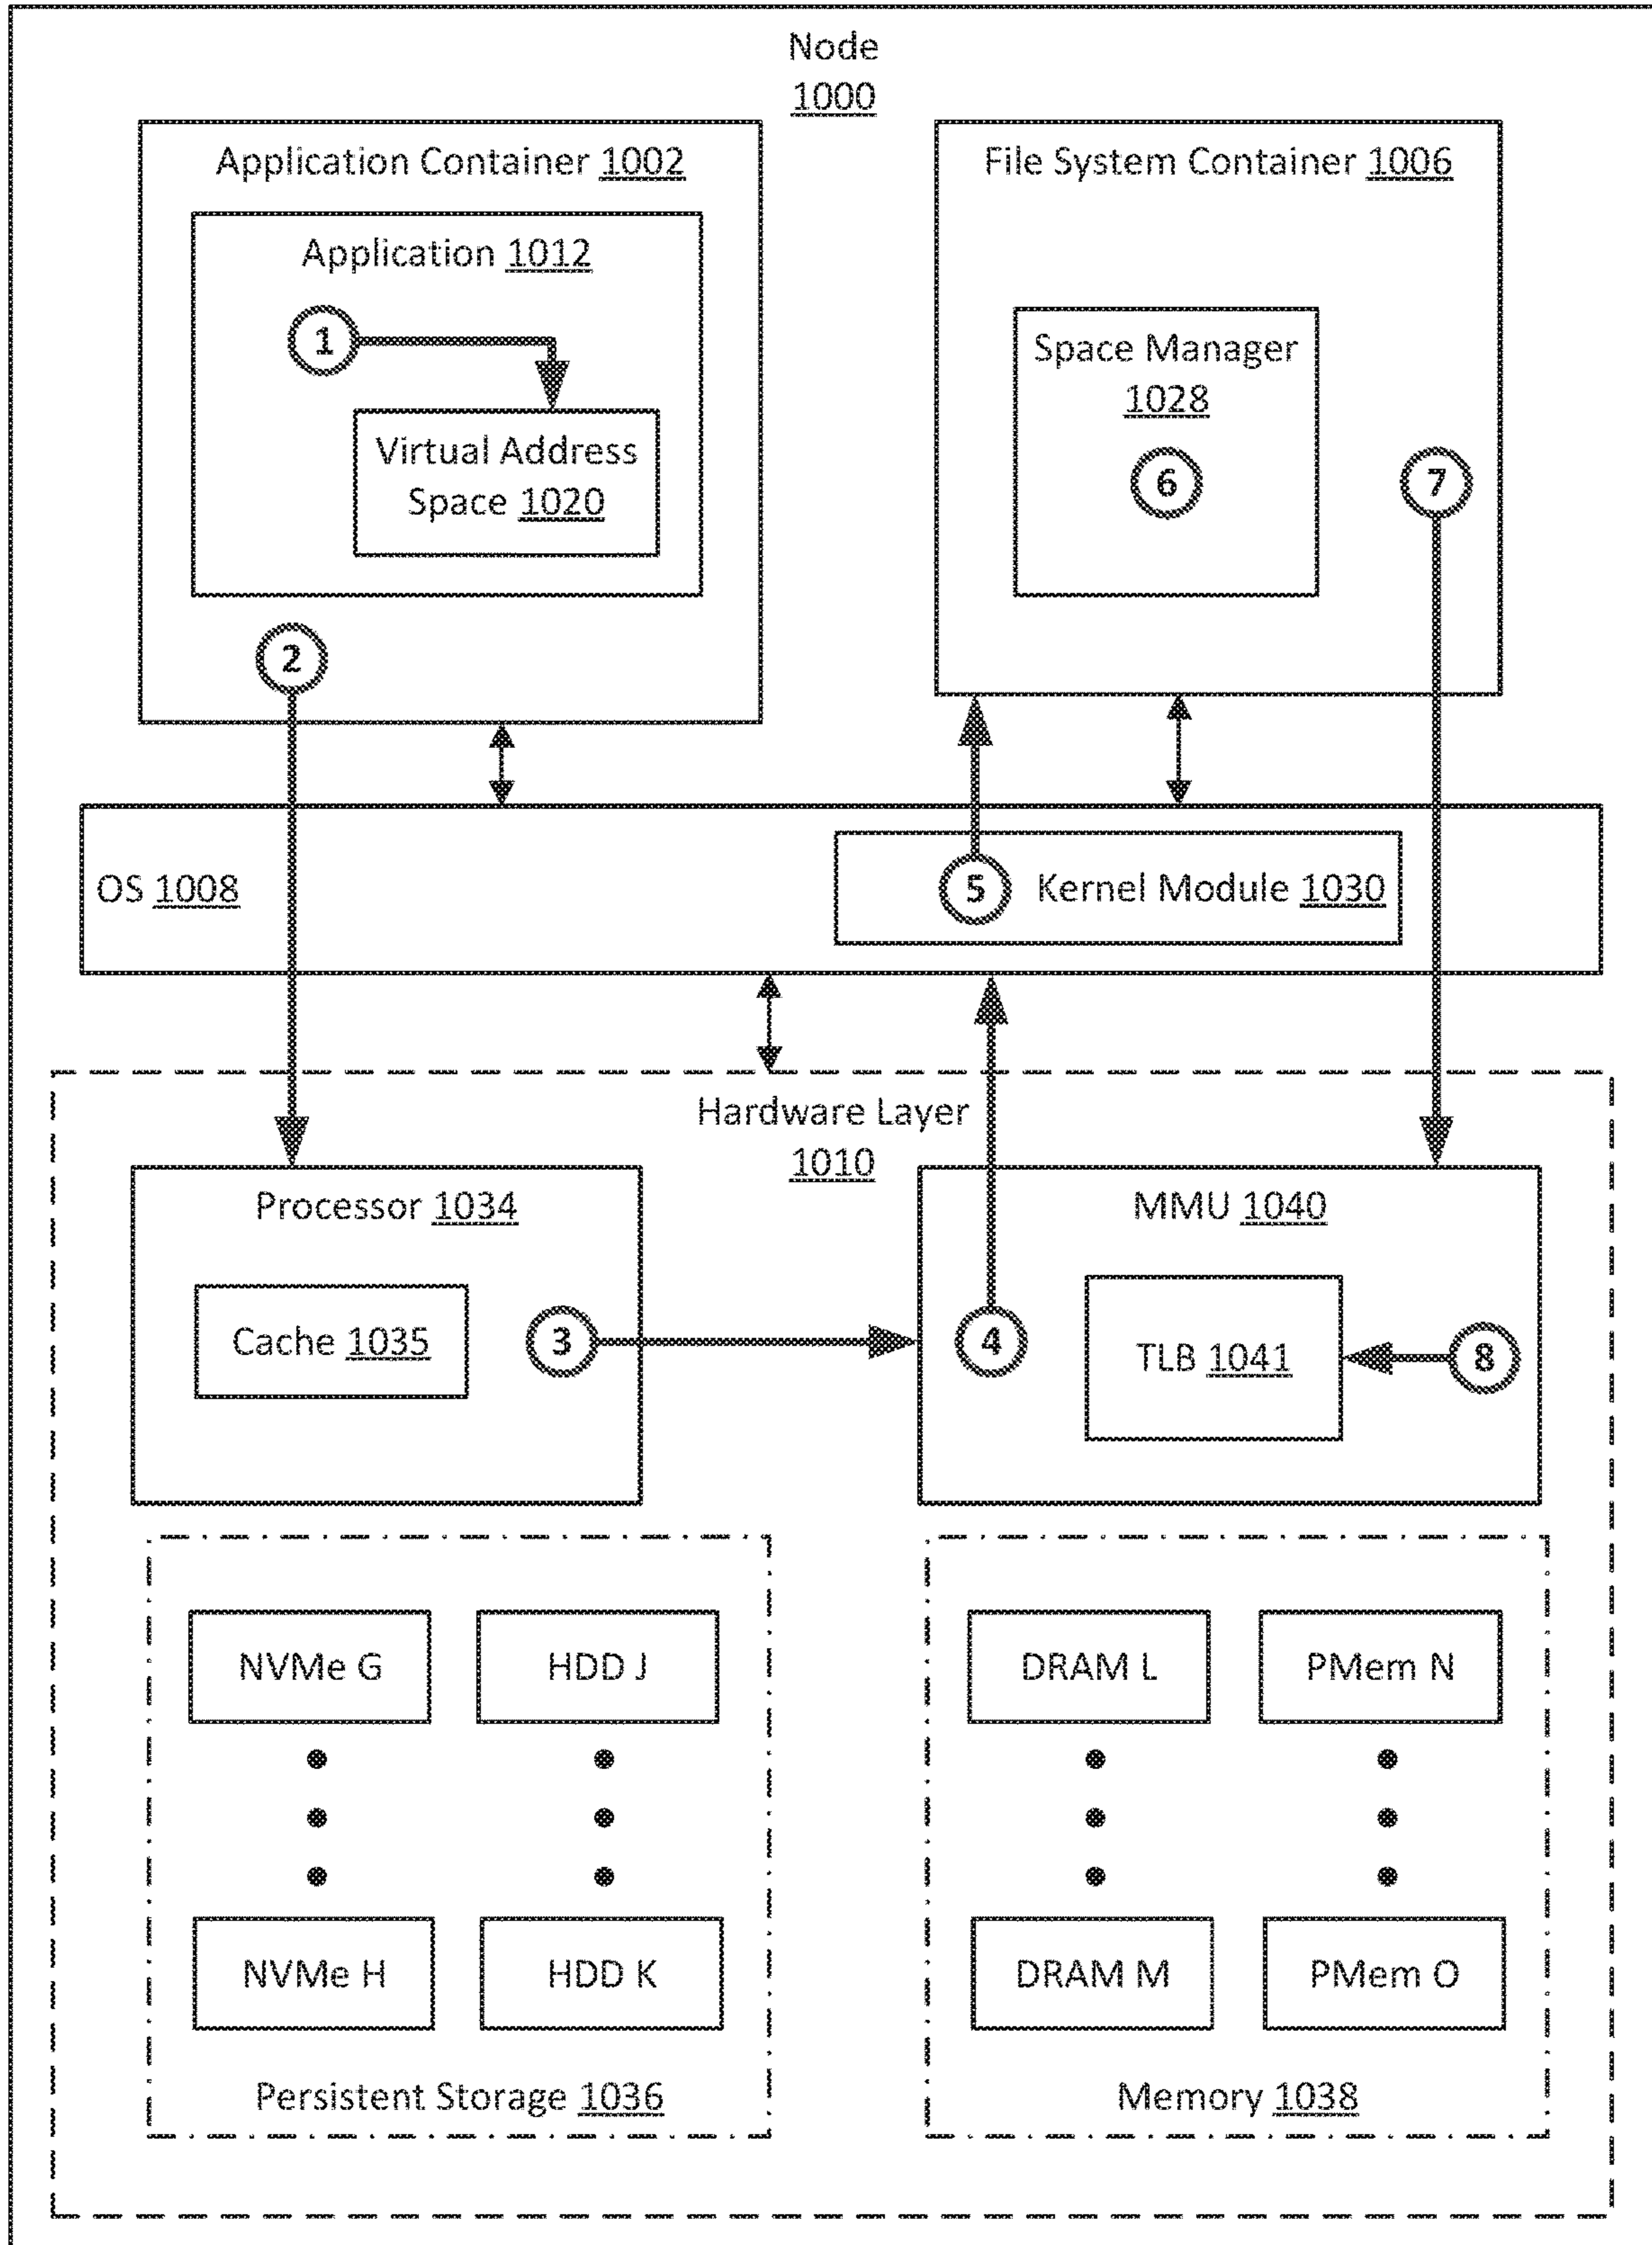 Node
1000
Application Container 1002
Application 1012
1
Virtual Address
Space 1020
2
File System Container 1006
Space Manager
1028
6
7
OS 1008
5
Kernel Module 1030
Hardware Layer
1010
Processor 1034
Cache 1035
3
MMU 1040
4
TLB 1041
8
NVMe G
HDD J
NVMe H
HDD K
Persistent Storage 1036
DRAM L
PMem N
DRAM M
PMem O
Memory 1038